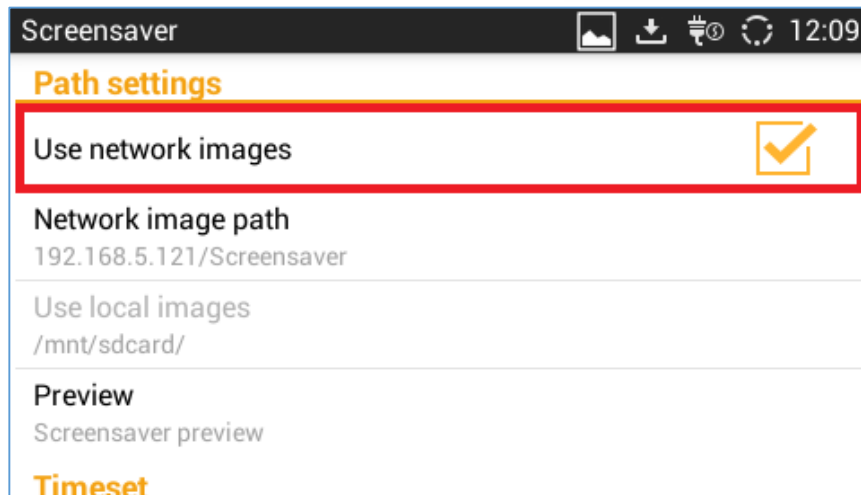 Screensaver 12:09
Path settings
Use network images
Network image path
192.168.5.121/Screensaver
Use local images
/mnt/sdcard/
Preview
Screensaver preview
Timeset